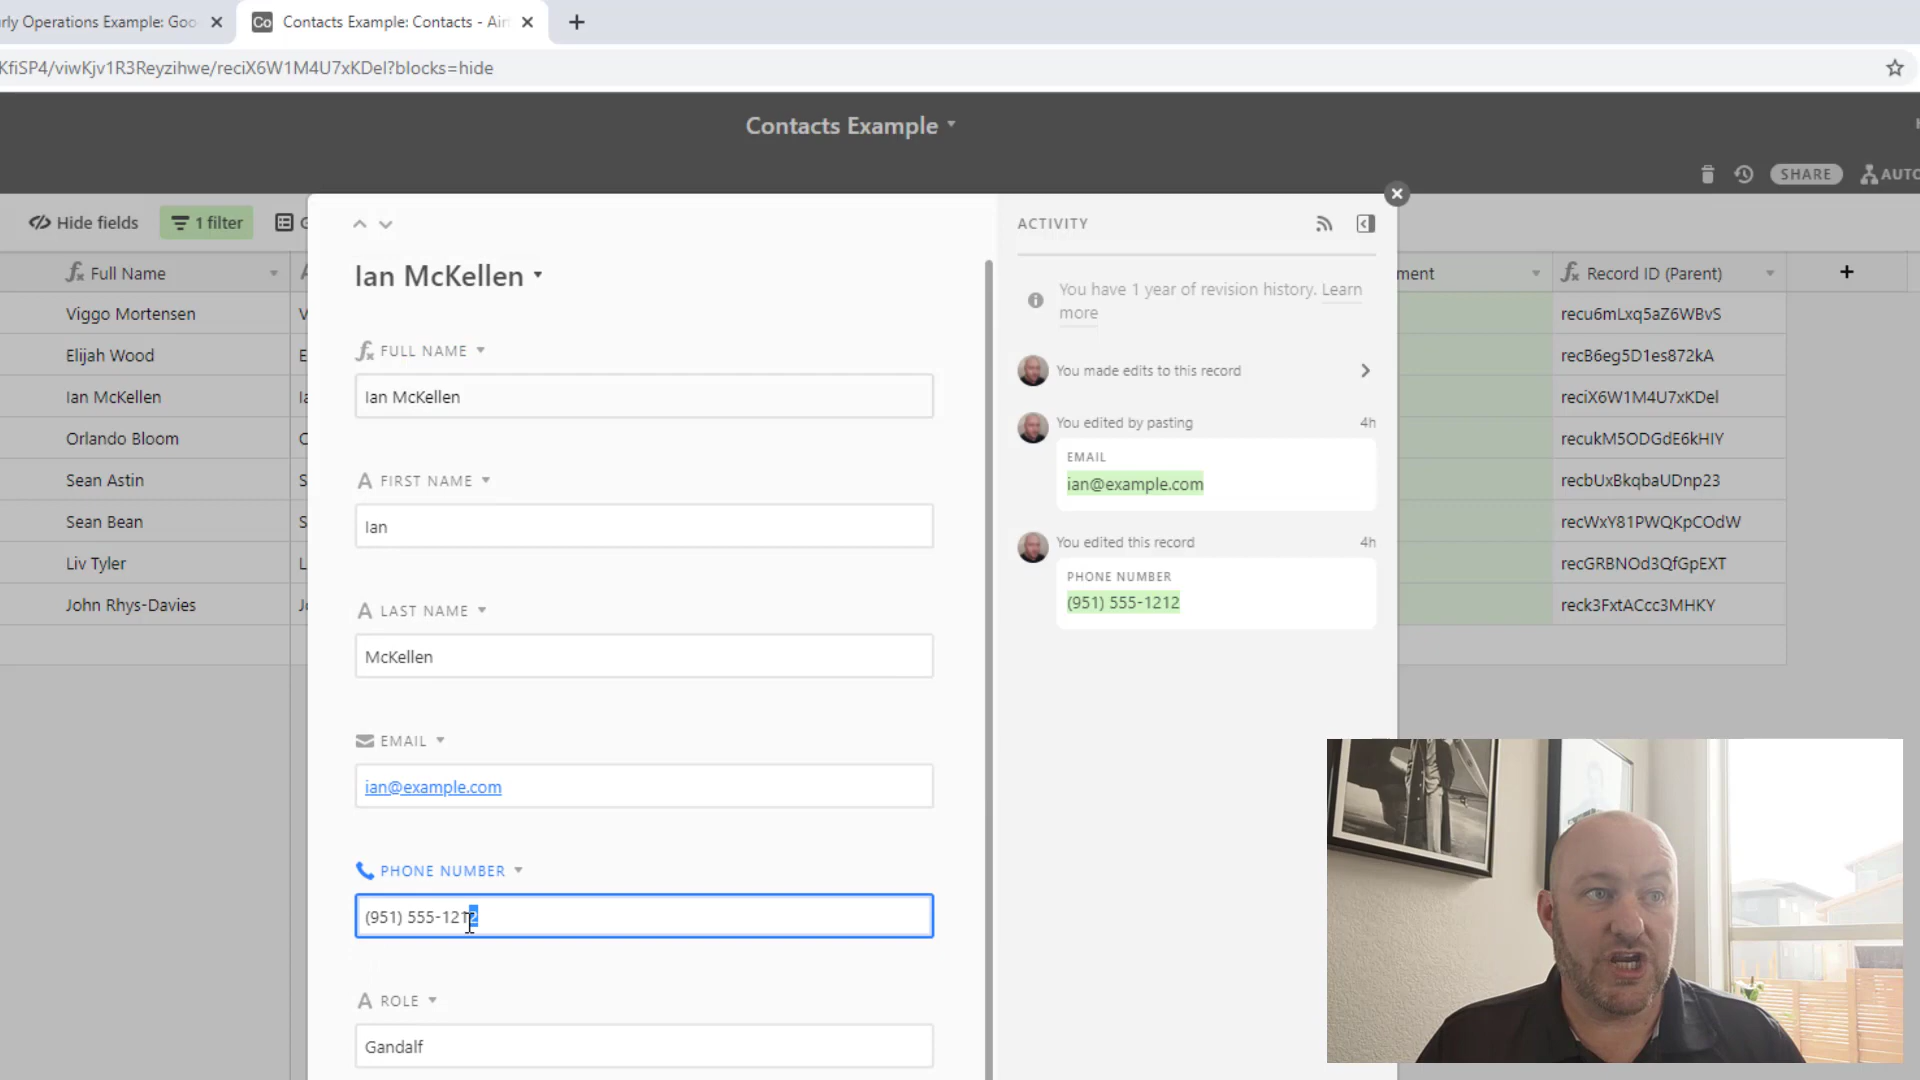 rly Operations Example: Goo
Co Contacts Example: Contacts - Air
KfiSP4/viwKjv1R3Reyzihwe/reciX6W1M4U7xKDel?blocks=hide
Contacts Example
SHARE
AUTO
Hide fields
1 filter
G
Full Name
ment
Record ID (Parent)
Viggo Mortensen
V
recu6mLxq5aZ6WBvS
Elijah Wood
E
recB6eg5D1es872kA
Ian McKellen
Ia
reciX6W1M4U7xKDel
Orlando Bloom
O
recukM5ODGdE6kHIY
Sean Astin
S
recbUxBkqbaUDnp23
Sean Bean
S
recWxY81PWQKpCOdW
Liv Tyler
L
recGRBNOd3QfGpEXT
John Rhys-Davies
Jo
reck3FxtACcc3MHKY
Ian McKellen
FULL NAME
Ian McKellen
FIRST NAME
Ian
LAST NAME
McKellen
EMAIL
ian@example.com
PHONE NUMBER
(951) 555-1212
ROLE
Gandalf
ACTIVITY
You have 1 year of revision history. Learn
more
You made edits to this record
You edited by pasting 4h
EMAIL
ian@example.com
You edited this record 4h
PHONE NUMBER
(951) 555-1212